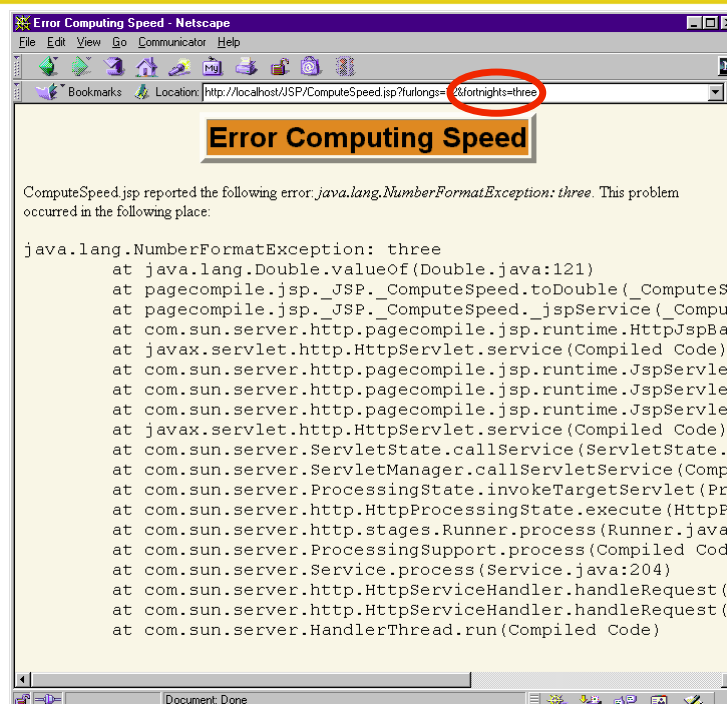 Error Computing Speed - Netscape
File Edit View Go Communicator Help
My
Bookmarks Location: http://localhost/JSP/ComputeSpeed.jsp?furlongs= 2&fortnights=three
Error Computing Speed
ComputeSpeed.jsp reported the following error: java.lang.NumberFormatException: three. This problem
occurred in the following place:
java.lang.NumberFormatException: three
at java.lang.Double.valueOf(Double.java:121)
at pagecompile.jsp._JSP._ComputeSpeed.toDouble(_ComputeS
at pagecompile.jsp._JSP._ComputeSpeed._jspService(_Compu
at com.sun.server.http.pagecompile.jsp.runtime.HttpJspBa
at javax.servlet.http.HttpServlet.service(Compiled Code)
at com.sun.server.http.pagecompile.jsp.runtime.JspServle
at com.sun.server.http.pagecompile.jsp.runtime.JspServle
at com.sun.server.http.pagecompile.jsp.runtime.JspServle
at javax.servlet.http.HttpServlet.service(Compiled Code)
at com.sun.server.ServletState.callService(ServletState.
at com.sun.server.ServletManager.callServletService(Comp
at com.sun.server.ProcessingState.invokeTargetServlet(Pr
at com.sun.server.http.HttpProcessingState.execute(HttpP
at com.sun.server.http.stages.Runner.process(Runner.java
at com.sun.server.ProcessingSupport.process(Compiled Cod
at com.sun.server.Service.process(Service.java:204)
at com.sun.server.http.HttpServiceHandler.handleRequest(
at com.sun.server.http.HttpServiceHandler.handleRequest(
at com.sun.server.HandlerThread.run(Compiled Code)
Document: Done